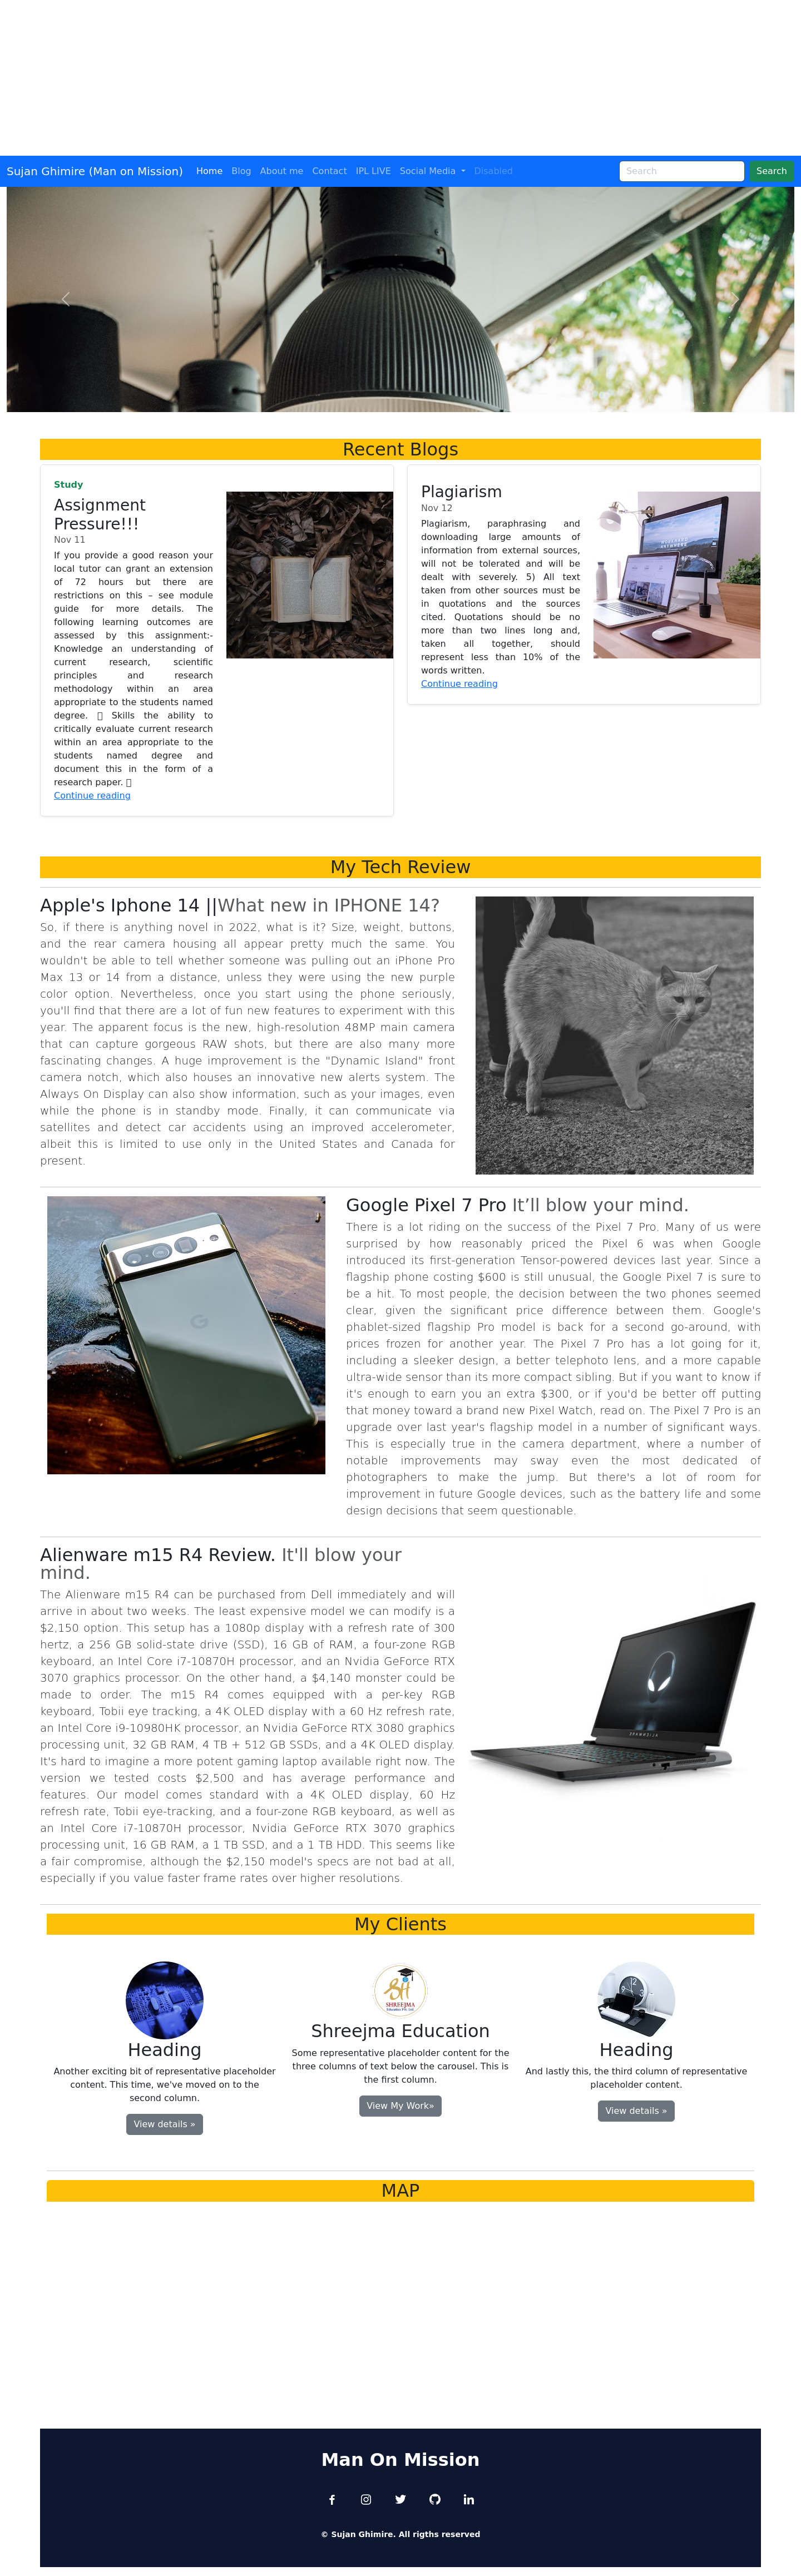 Sujan Ghimire (Man on Mission) Home Blog About me Contact IPL LIVE Social Media Disabled Search Search
Recent Blogs
Study
Assignment
Pressure!!!
Nov 11
If you provide a good reason your
local tutor can grant an extension
of 72 hours but there are
restrictions on this – see module
guide for more details. The
following learning outcomes are
assessed by this assignment:-
Knowledge an understanding of
current research, scientific
principles and research
methodology within an area
appropriate to the students named
degree.  Skills the ability to
critically evaluate current research
within an area appropriate to the
students named degree and
document this in the form of a
research paper. 
Continue reading
Plagiarism
Nov 12
Plagiarism, paraphrasing and
downloading large amounts of
information from external sources,
will not be tolerated and will be
dealt with severely. 5) All text
taken from other sources must be
in quotations and the sources
cited. Quotations should be no
more than two lines long and,
taken all together, should
represent less than 10% of the
words written.
Continue reading
My Tech Review
Apple's Iphone 14 ||What new in IPHONE 14?
So, if there is anything novel in 2022, what is it? Size, weight, buttons,
and the rear camera housing all appear pretty much the same. You
wouldn't be able to tell whether someone was pulling out an iPhone Pro
Max 13 or 14 from a distance, unless they were using the new purple
color option. Nevertheless, once you start using the phone seriously,
you'll find that there are a lot of fun new features to experiment with this
year. The apparent focus is the new, high-resolution 48MP main camera
that can capture gorgeous RAW shots, but there are also many more
fascinating changes. A huge improvement is the "Dynamic Island" front
camera notch, which also houses an innovative new alerts system. The
Always On Display can also show information, such as your images, even
while the phone is in standby mode. Finally, it can communicate via
satellites and detect car accidents using an improved accelerometer,
albeit this is limited to use only in the United States and Canada for
present.
Google Pixel 7 Pro It’ll blow your mind.
There is a lot riding on the success of the Pixel 7 Pro. Many of us were
surprised by how reasonably priced the Pixel 6 was when Google
introduced its first-generation Tensor-powered devices last year. Since a
flagship phone costing $600 is still unusual, the Google Pixel 7 is sure to
be a hit. To most people, the decision between the two phones seemed
clear, given the significant price difference between them. Google's
phablet-sized flagship Pro model is back for a second go-around, with
prices frozen for another year. The Pixel 7 Pro has a lot going for it,
including a sleeker design, a better telephoto lens, and a more capable
ultra-wide sensor than its more compact sibling. But if you want to know if
it's enough to earn you an extra $300, or if you'd be better off putting
that money toward a brand new Pixel Watch, read on. The Pixel 7 Pro is an
upgrade over last year's flagship model in a number of significant ways.
This is especially true in the camera department, where a number of
notable improvements may sway even the most dedicated of
photographers to make the jump. But there's a lot of room for
improvement in future Google devices, such as the battery life and some
design decisions that seem questionable.
Alienware m15 R4 Review. It'll blow your
mind.
The Alienware m15 R4 can be purchased from Dell immediately and will
arrive in about two weeks. The least expensive model we can modify is a
$2,150 option. This setup has a 1080p display with a refresh rate of 300
hertz, a 256 GB solid-state drive (SSD), 16 GB of RAM, a four-zone RGB
keyboard, an Intel Core i7-10870H processor, and an Nvidia GeForce RTX
3070 graphics processor. On the other hand, a $4,140 monster could be
made to order. The m15 R4 comes equipped with a per-key RGB
keyboard, Tobii eye tracking, a 4K OLED display with a 60 Hz refresh rate,
an Intel Core i9-10980HK processor, an Nvidia GeForce RTX 3080 graphics
processing unit, 32 GB RAM, 4 TB + 512 GB SSDs, and a 4K OLED display.
It's hard to imagine a more potent gaming laptop available right now. The
version we tested costs $2,500 and has average performance and
features. Our model comes standard with a 4K OLED display, 60 Hz
refresh rate, Tobii eye-tracking, and a four-zone RGB keyboard, as well as
an Intel Core i7-10870H processor, Nvidia GeForce RTX 3070 graphics
processing unit, 16 GB RAM, a 1 TB SSD, and a 1 TB HDD. This seems like
a fair compromise, although the $2,150 model's specs are not bad at all,
especially if you value faster frame rates over higher resolutions.
My Clients
Heading
Another exciting bit of representative placeholder
content. This time, we've moved on to the
second column.
View details »
SHREEJMA
Shreejma Education
Some representative placeholder content for the
three columns of text below the carousel. This is
the first column.
View My Work»
Heading
And lastly this, the third column of representative
placeholder content.
View details »
MAP
Man On Mission
© Sujan Ghimire. All rigths reserved